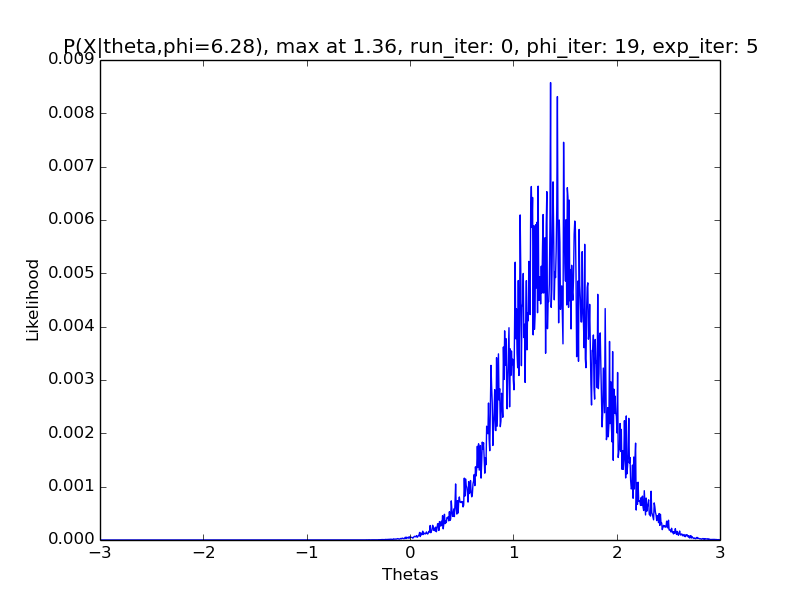 P(X|theta,phi=6.28), max at 1.36, run_iter: 0, phi_iter: 19, exp_iter: 5
0.009
0.008
0.007
0.006
0.005
0.004
0.003
0.002
0.001
0.000
Likelihood
−3 −2 −1 0 1 2 3
Thetas